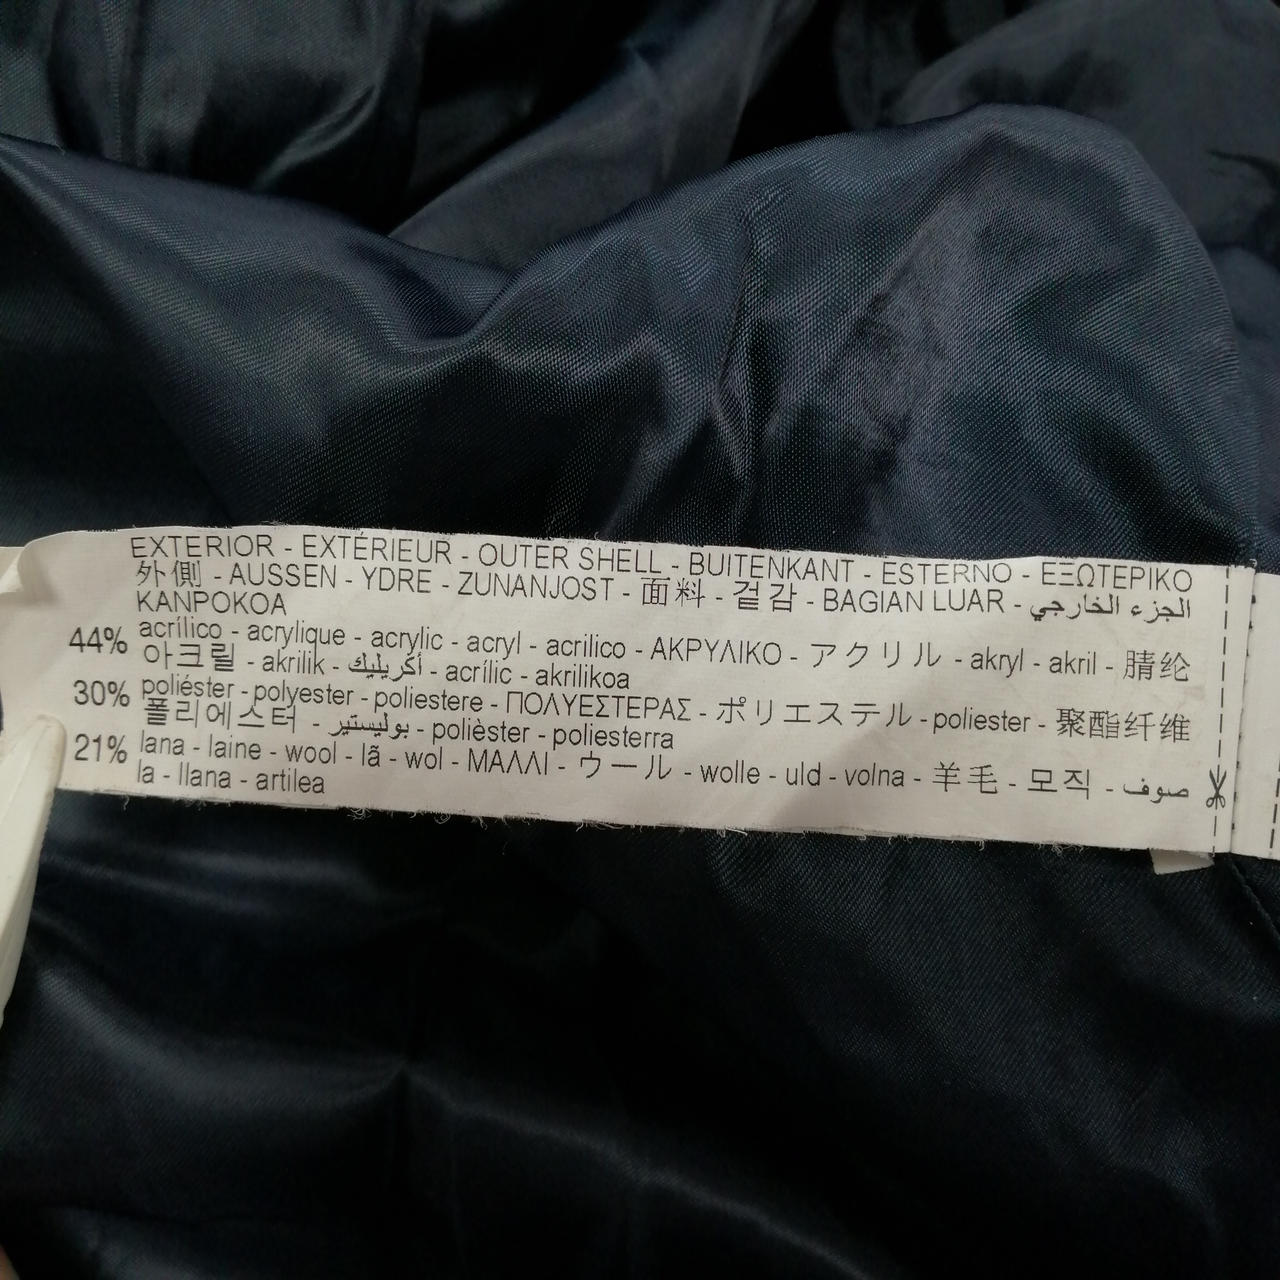 EXTERIOR - EXTÉRIEUR - OUTER SHELL - BUITENKANT - ESTERNO - ΕΞΩΤΕΡΙΚΟ
外側 - AUSSEN - YDRE - ZUNANJOST - 面料 - 겉감 - BAGIAN LUAR - الجزء الخارجي
KANPOKOA
44% acrílico - acrylique - acrylic - acryl - acrilico - ΑΚΡΥΛΙΚΟ - アクリル - akryl - akril -腈纶
아크릴 - akrilik - أكريليك - acrílic - akrilikoa
30% poliéster - polyester - poliestere - ΠΟΛΥΕΣΤΕΡΑΣ - ポリエステル - poliester - 聚酯纤维
폴리에스터 - بوليستير - polièster - poliesterra
21% lana - laine - wool - lã - wol - ΜΑΛΛΙ - ウール - wolle - uld - volna - 羊毛 - 모직 - صوف
la - llana - artilea